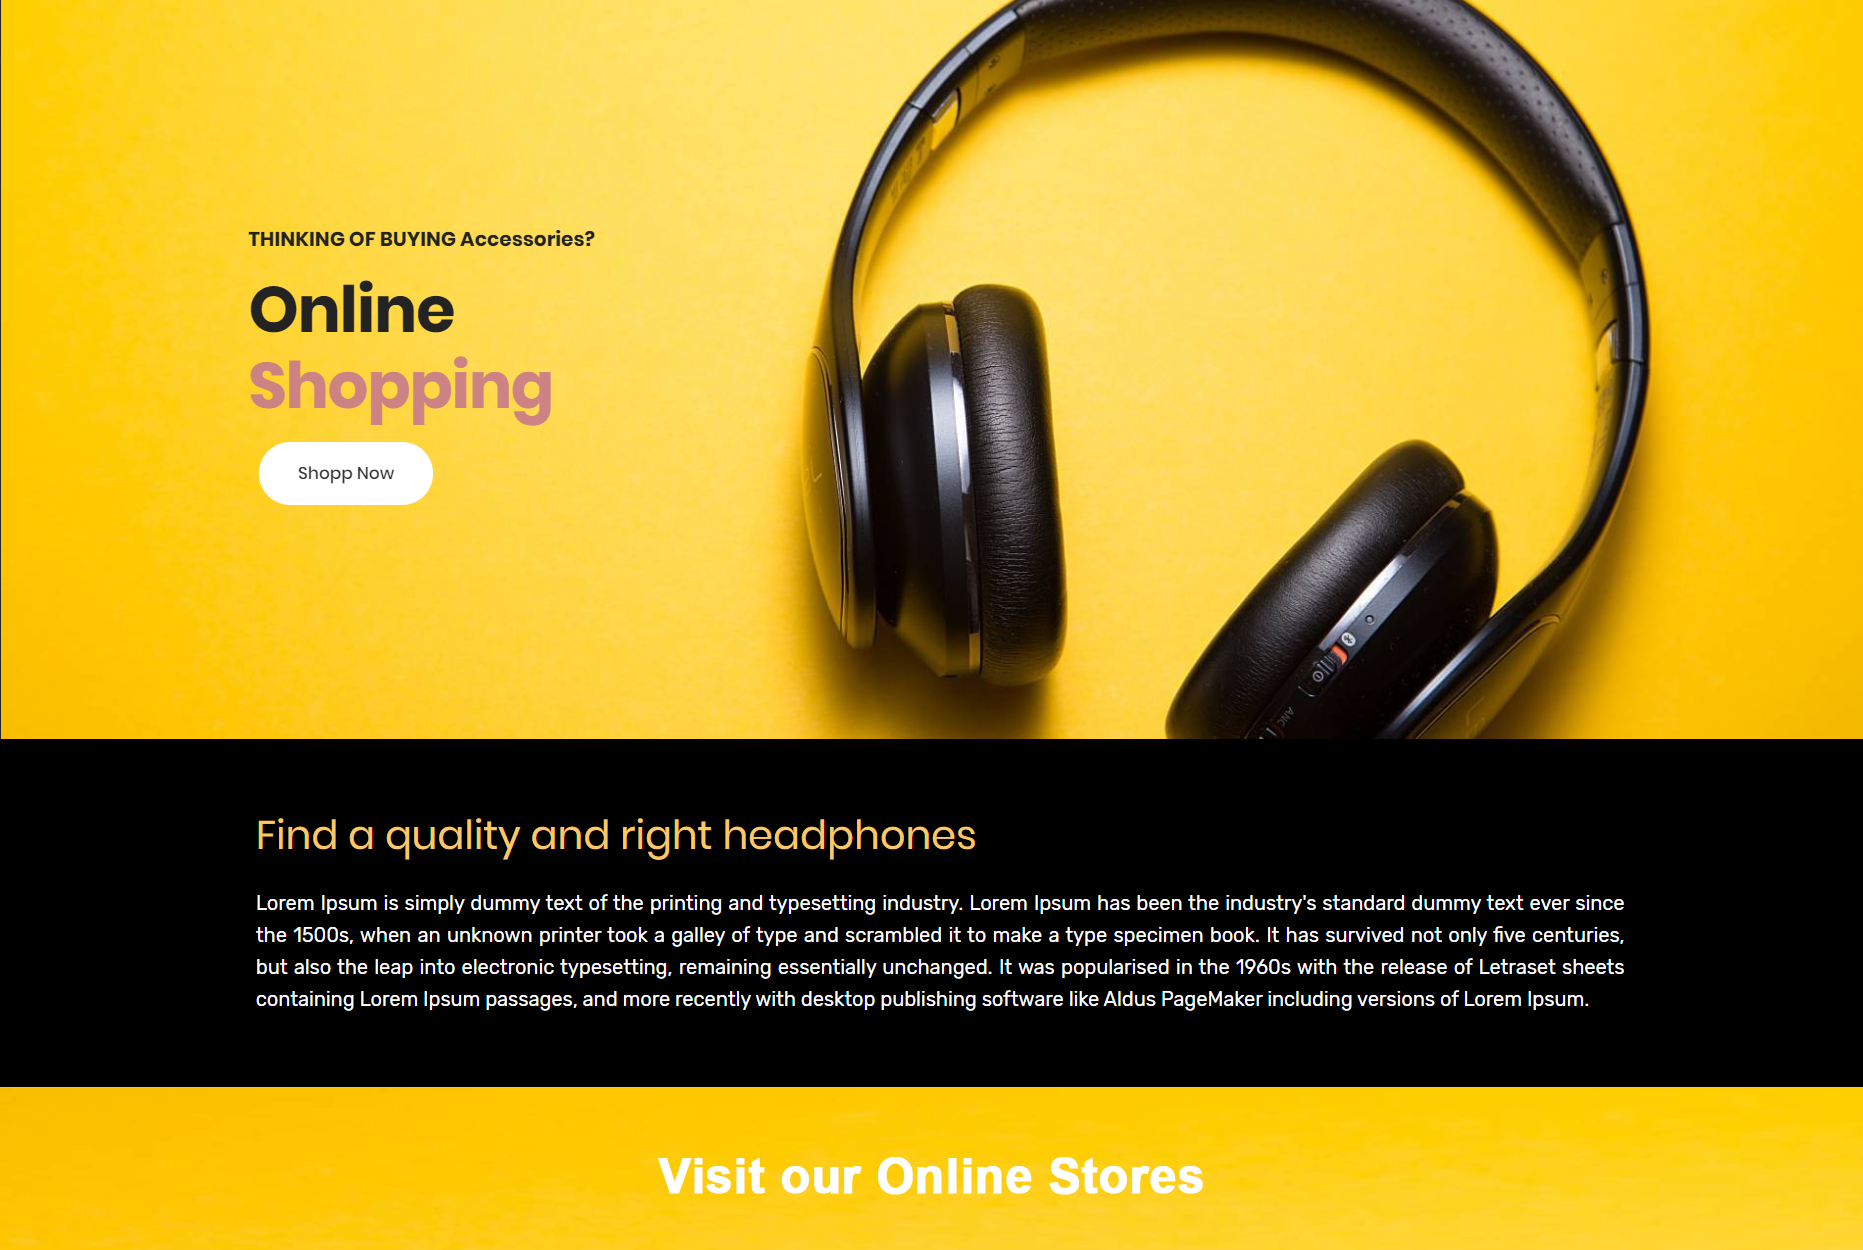 THINKING OF BUYING Accessories?
Online
Shopping
Shopp Now
ANC
Find a quality and right headphones
Lorem Ipsum is simply dummy text of the printing and typesetting industry. Lorem Ipsum has been the industry's standard dummy text ever since
the 1500s, when an unknown printer took a galley of type and scrambled it to make a type specimen book. It has survived not only five centuries,
but also the leap into electronic typesetting, remaining essentially unchanged. It was popularised in the 1960s with the release of Letraset sheets
containing Lorem Ipsum passages, and more recently with desktop publishing software like Aldus PageMaker including versions of Lorem Ipsum.
Visit our Online Stores